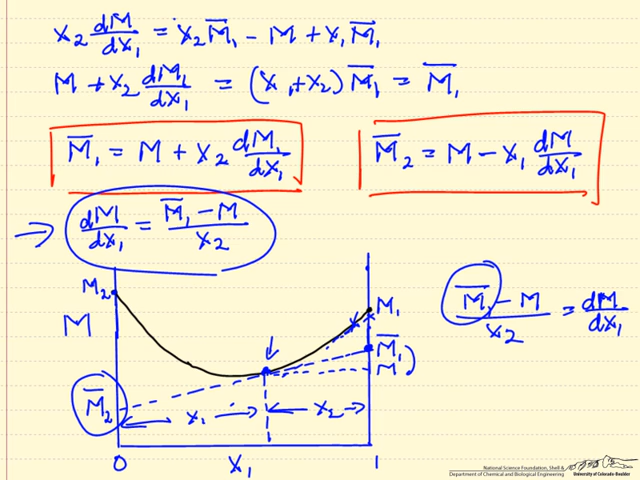 x₂ dM/dx₁ = x₂ M̅₁ - M + x₁ M̅₁
M + x₂ dM₁/dx₁ = (x₁ + x₂) M̅₁ = M̅₁
M̅₁ = M + x₂ dM₁/dx₁
M̅₂ = M - x₁ dM/dx₁
⇒ dM/dx₁ = (M̅₁ - M)/x₂
M₂
M
M̅₂
M₁
M̅₁
M
x₁
x₂
0
x₁
1
(M̅₁ - M)/x₂ = dM/dx₁
National Science Foundation, Shell &
Department of Chemical and Biological Engineering
University of Colorado Boulder